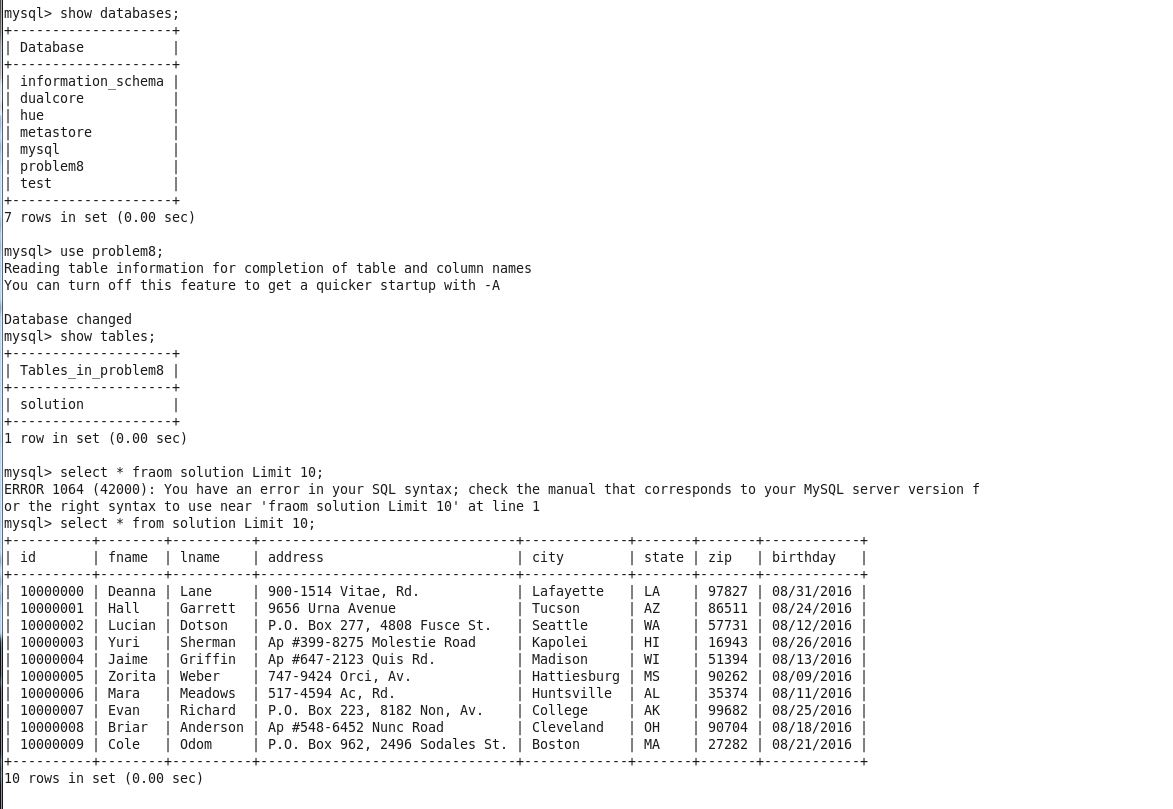 mysql> show databases;
+--------------------+
| Database           |
+--------------------+
| information_schema |
| dualcore           |
| hue                |
| metastore          |
| mysql              |
| problem8           |
| test               |
+--------------------+
7 rows in set (0.00 sec)
mysql> use problem8;
Reading table information for completion of table and column names
You can turn off this feature to get a quicker startup with -A
Database changed
mysql> show tables;
+--------------------+
| Tables_in_problem8 |
+--------------------+
| solution           |
+--------------------+
1 row in set (0.00 sec)
mysql> select * fraom solution Limit 10;
ERROR 1064 (42000): You have an error in your SQL syntax; check the manual that corresponds to your MySQL server version f
or the right syntax to use near 'fraom solution Limit 10' at line 1
mysql> select * from solution Limit 10;
+----------+--------+----------+--------------------------------+-------------+-------+-------+------------+
| id       | fname  | lname    | address                        | city        | state | zip   | birthday   |
+----------+--------+----------+--------------------------------+-------------+-------+-------+------------+
| 10000000 | Deanna | Lane     | 900-1514 Vitae, Rd.            | Lafayette   | LA    | 97827 | 08/31/2016 |
| 10000001 | Hall   | Garrett  | 9656 Urna Avenue               | Tucson      | AZ    | 86511 | 08/24/2016 |
| 10000002 | Lucian | Dotson   | P.O. Box 277, 4808 Fusce St.   | Seattle     | WA    | 57731 | 08/12/2016 |
| 10000003 | Yuri   | Sherman  | Ap #399-8275 Molestie Road     | Kapolei     | HI    | 16943 | 08/26/2016 |
| 10000004 | Jaime  | Griffin  | Ap #647-2123 Quis Rd.          | Madison     | WI    | 51394 | 08/13/2016 |
| 10000005 | Zorita | Weber    | 747-9424 Orci, Av.             | Hattiesburg | MS    | 90262 | 08/09/2016 |
| 10000006 | Mara   | Meadows  | 517-4594 Ac, Rd.               | Huntsville  | AL    | 35374 | 08/11/2016 |
| 10000007 | Evan   | Richard  | P.O. Box 223, 8182 Non, Av.    | College     | AK    | 99682 | 08/25/2016 |
| 10000008 | Briar  | Anderson | Ap #548-6452 Nunc Road         | Cleveland   | OH    | 90704 | 08/18/2016 |
| 10000009 | Cole   | Odom     | P.O. Box 962, 2496 Sodales St. | Boston      | MA    | 27282 | 08/21/2016 |
+----------+--------+----------+--------------------------------+-------------+-------+-------+------------+
10 rows in set (0.00 sec)